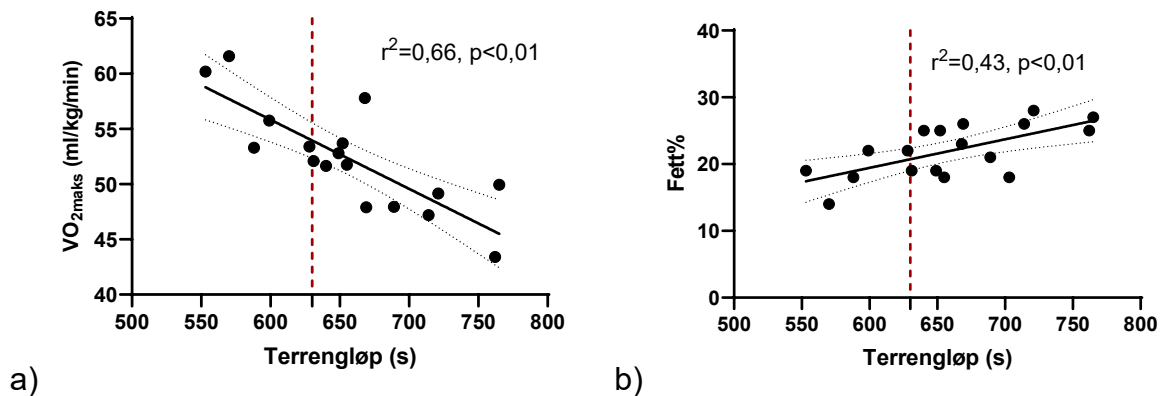 65
60
55
50
45
40
VO2maks (ml/kg/min)
r²=0,66, p<0,01
500 550 600 650 700 750 800
Terrengløp (s)
a)
40
30
20
10
0
Fett%
r²=0,43, p<0,01
500 550 600 650 700 750 800
Terrengløp (s)
b)